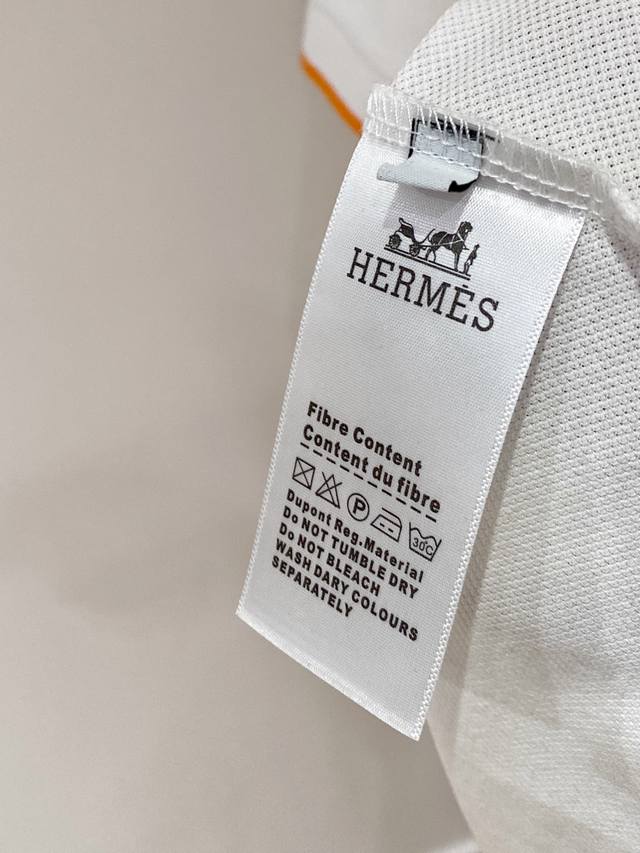 HERMÈS
Fibre Content
Content du fibre
P
30C
Dupont Reg.Material
Do NOT TUMBLE DRY
Do NOT BLEACH
WASH DARY COLOURS
SEPARATELY